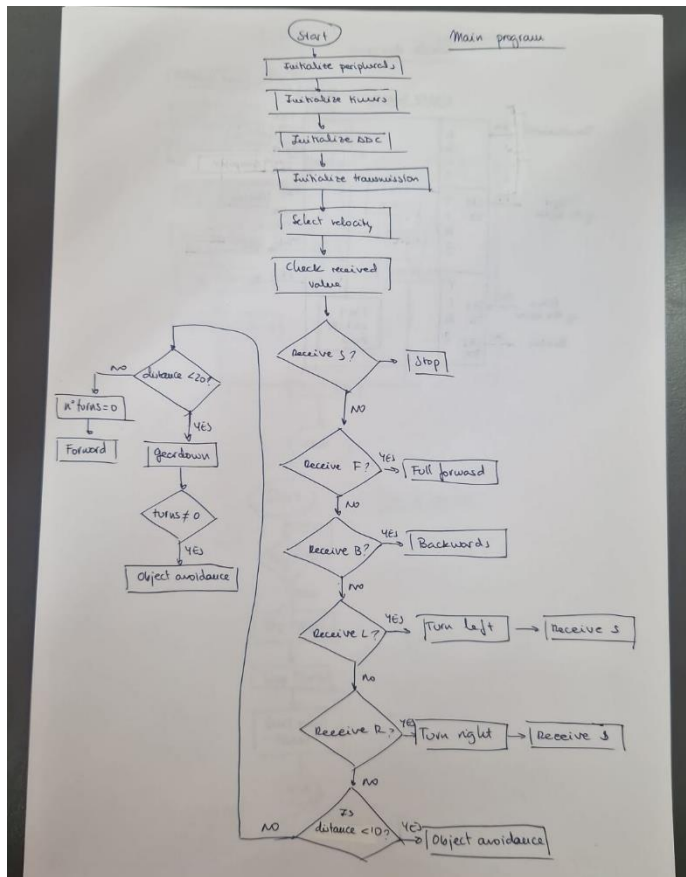 Main program
Start
Initialize peripherals
Initialize timers
Initialize ADC
Initialize transmission
Select velocity
Check received
value
Receive S?
Stop
NO
Receive F?
YES
Full forward
NO
Receive B?
YES
Backwards
NO
Receive L?
YES
Turn left
Receive S
NO
Receive R?
YES
Turn right
Receive S
NO
Is
distance <10?
YES
Object avoidance
NO
distance <20?
NO
n° turns=0
Forward
YES
geardown
turns ≠ 0
YES
Object avoidance